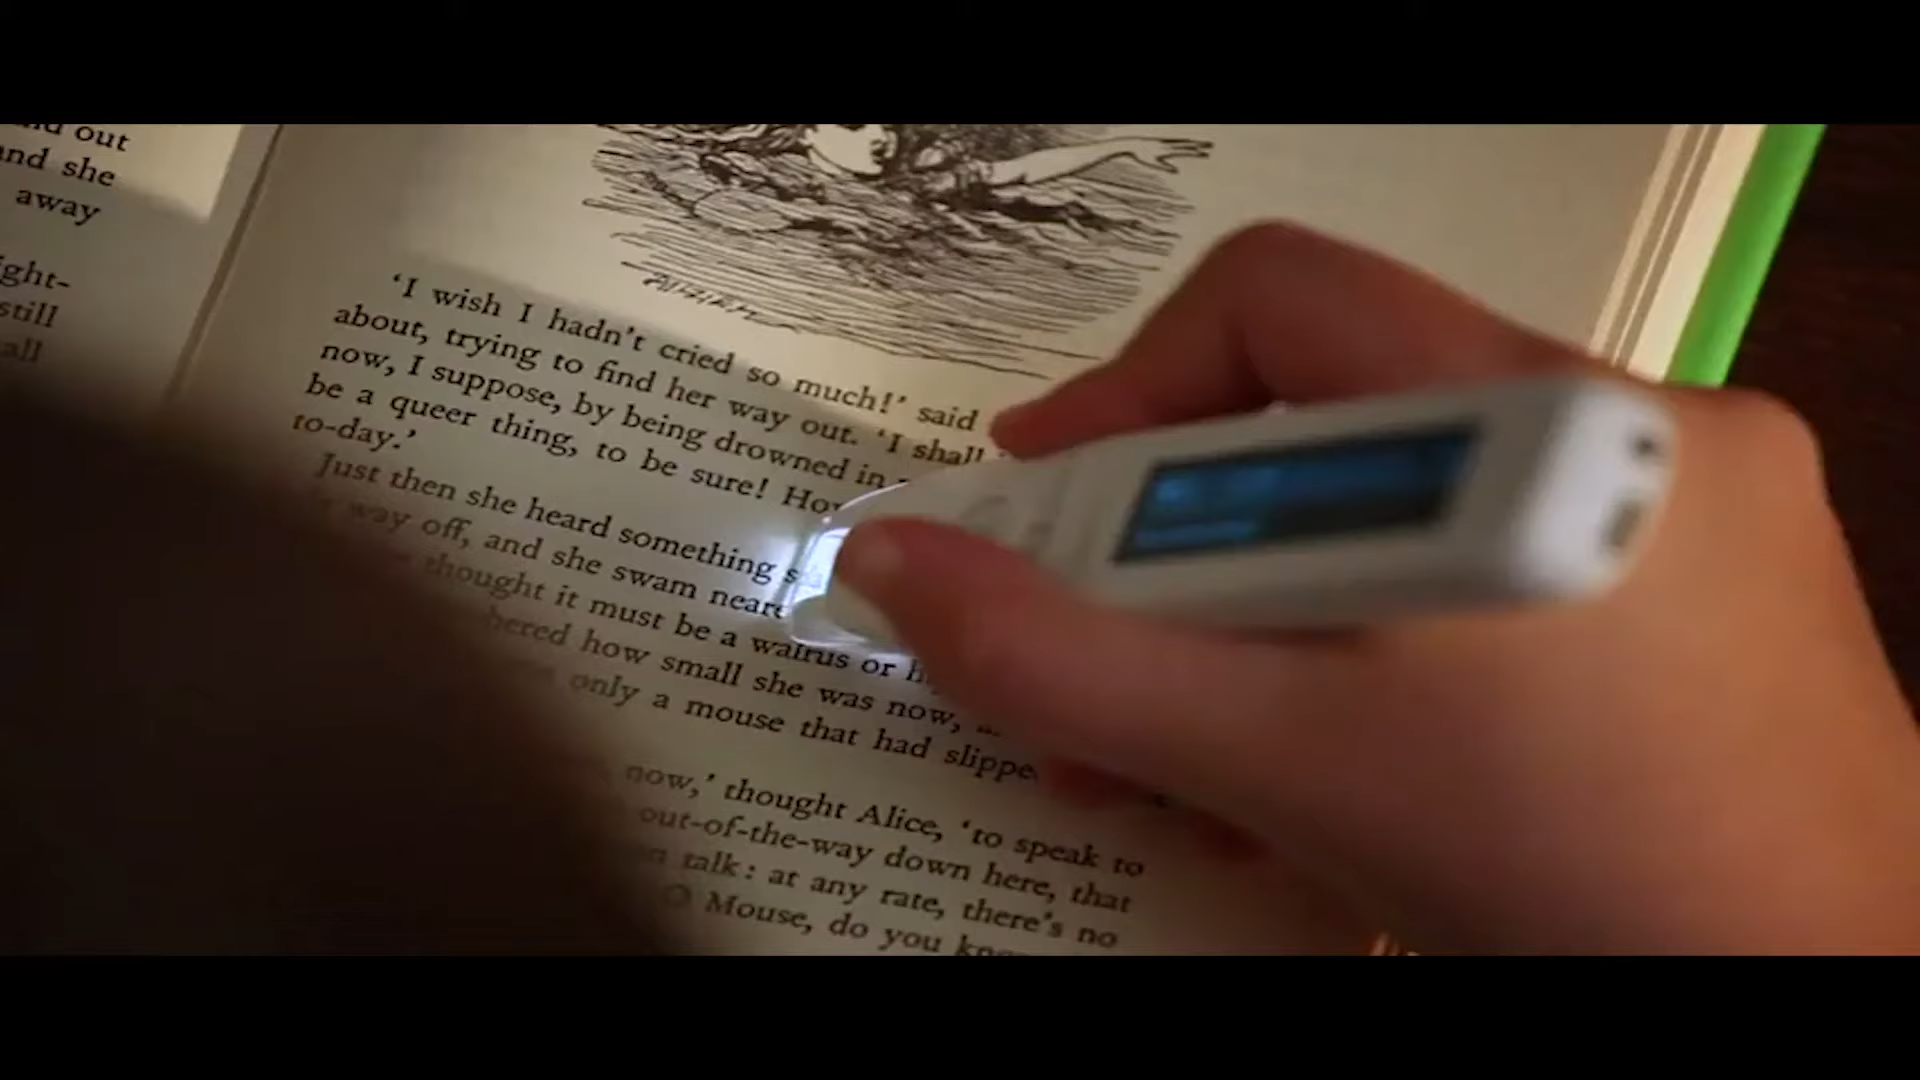 out
and she
away
still
all
‘I wish I hadn’t cried so much!’ said
about, trying to find her way out. ‘I shall
now, I suppose, by being drowned in
be a queer thing, to be sure!
to-day.’
Just then she heard something
way off, and she swam
thought it must be a walrus or
how small she was now,
only a mouse that had
now,’ thought Alice, ‘to speak to
out-of-the-way down here, that
talk: at any rate, there’s no
O Mouse, do you